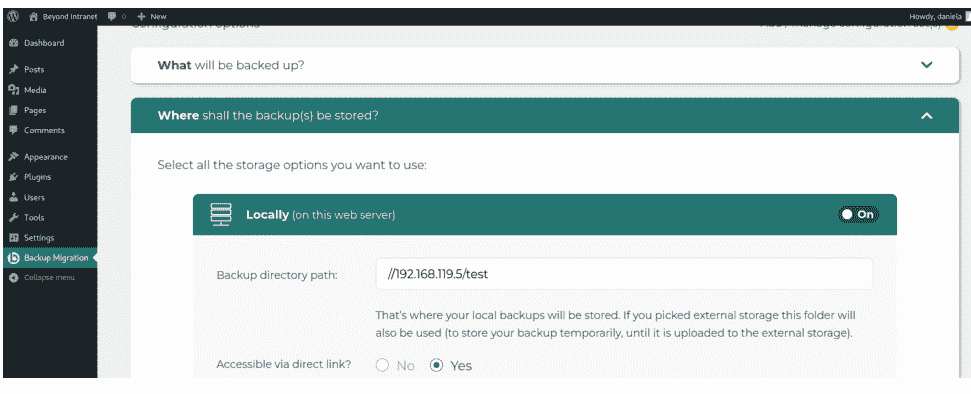 Beyond Intranet 0 + New Howdy, daniela
Configuration options
Dashboard
Posts
Media
Pages
Comments
Appearance
Plugins
Users
Tools
Settings
Backup Migration
Collapse menu
What will be backed up?
Where shall the backup(s) be stored?
Select all the storage options you want to use:
Locally (on this web server) On
Backup directory path: //192.168.119.5/test
That's where your local backups will be stored. If you picked external storage this folder will
also be used (to store your backup temporarily, until it is uploaded to the external storage).
Accessible via direct link? No Yes